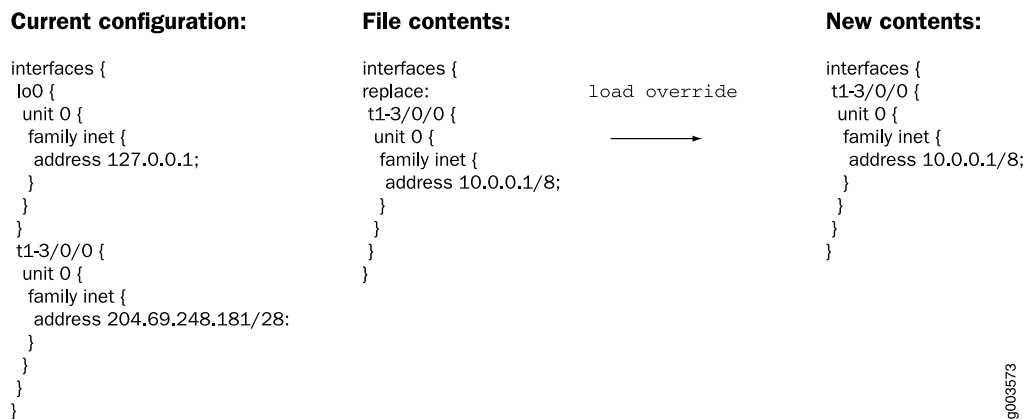 Current configuration:
interfaces {
lo0 {
unit 0 {
family inet {
address 127.0.0.1;
}
}
}
t1-3/0/0 {
unit 0 {
family inet {
address 204.69.248.181/28:
}
}
}
}
File contents:
interfaces {
replace:
t1-3/0/0 {
unit 0 {
family inet {
address 10.0.0.1/8;
}
}
}
}
load override
New contents:
interfaces {
t1-3/0/0 {
unit 0 {
family inet {
address 10.0.0.1/8;
}
}
}
}
g003573